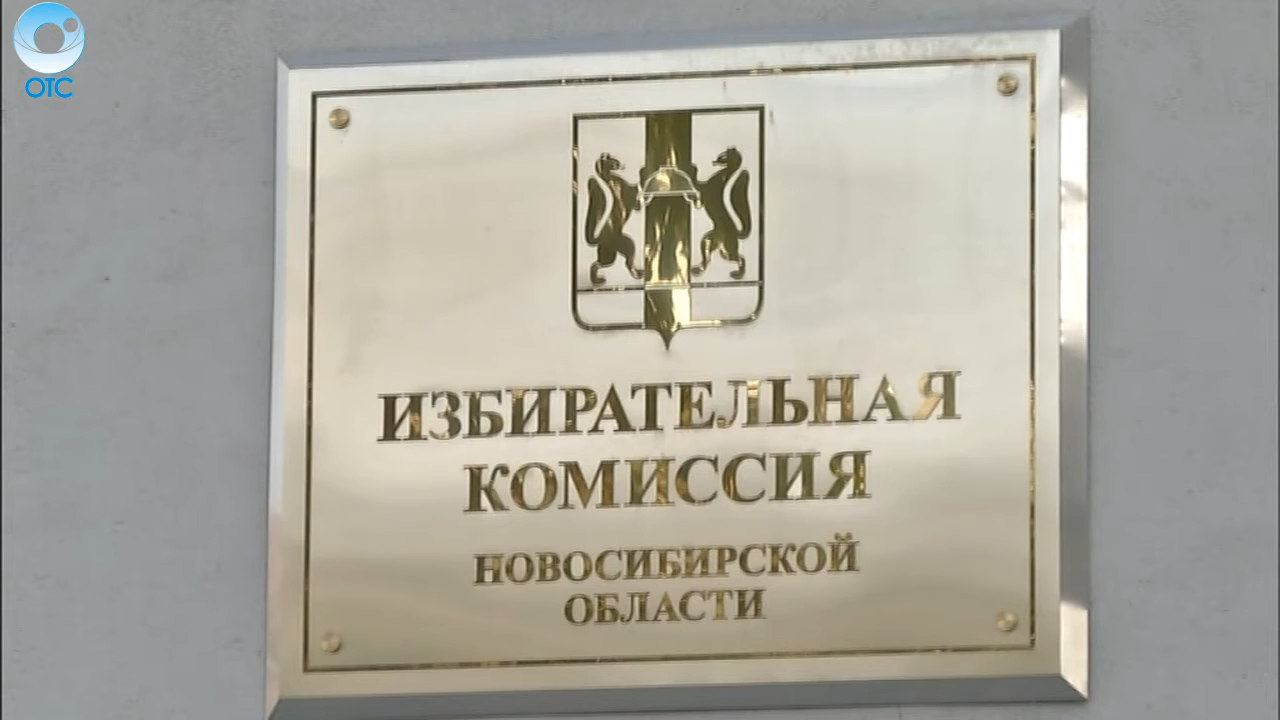 ОТС
ИЗБИРАТЕЛЬНАЯ
КОМИССИЯ
НОВОСИБИРСКОЙ
ОБЛАСТИ